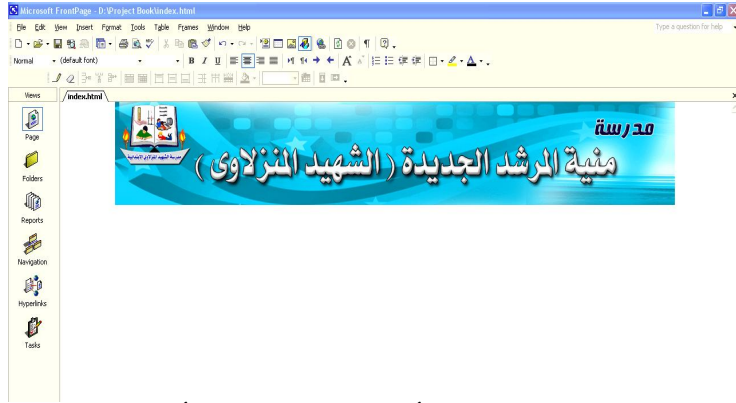 Microsoft FrontPage - D:\Project Book\index.html
File Edit View Insert Format Tools Table Frames Window Help
Type a question for help
Normal (default font)
Views
index.html
Page
Folders
Reports
Navigation
Hyperlinks
Tasks
مدرسة
منية المرشد الجديدة ( الشهيد المنزلاوى )